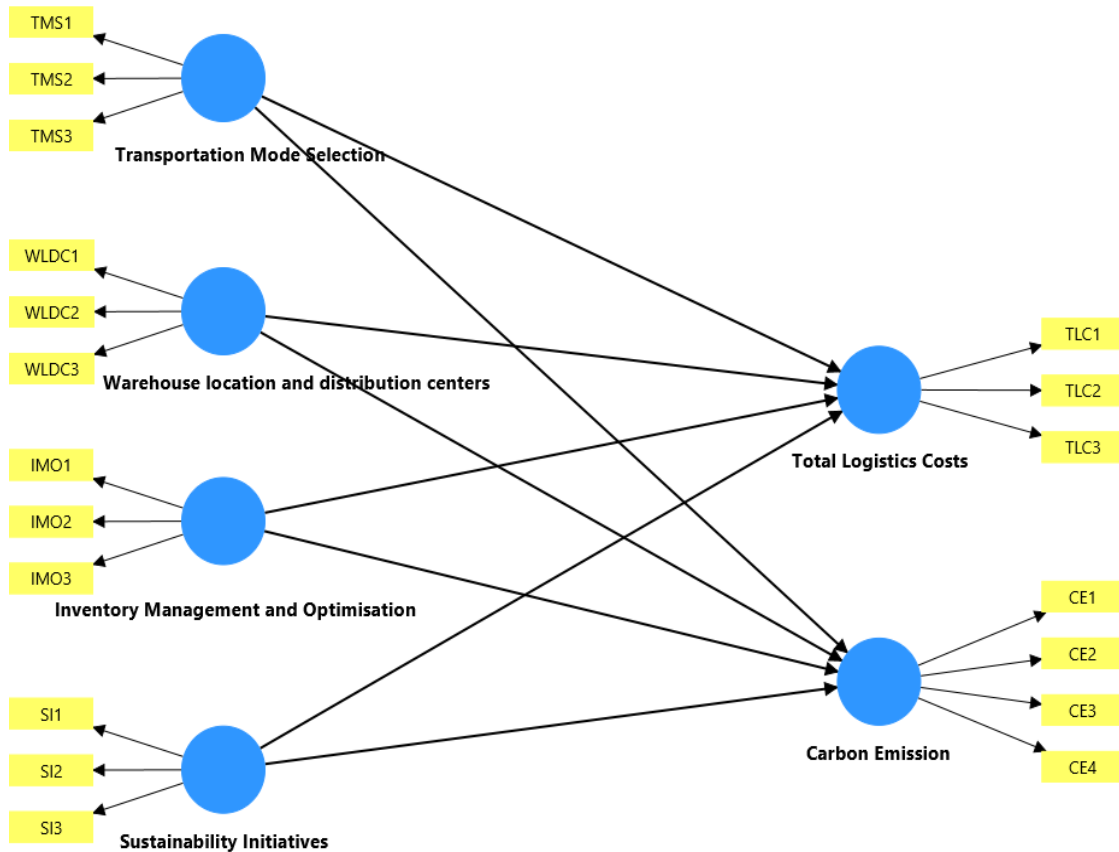 TMS1
TMS2
TMS3
Transportation Mode Selection
WLDC1
WLDC2
WLDC3
Warehouse location and distribution centers
IMO1
IMO2
IMO3
Inventory Management and Optimisation
SI1
SI2
SI3
Sustainability Initiatives
TLC1
TLC2
TLC3
Total Logistics Costs
CE1
CE2
CE3
CE4
Carbon Emission